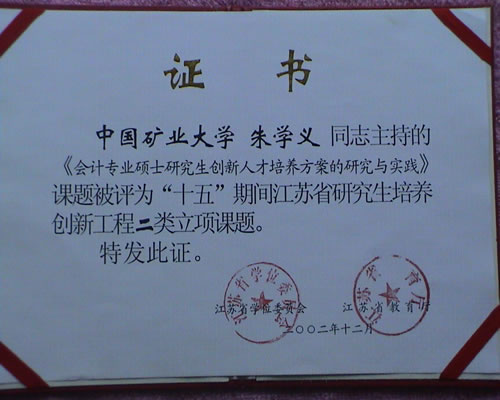 证 书
中国矿业大学 朱学义 同志主持的
《会计专业硕士研究生创新人才培养方案的研究与实践》
课题被评为“十五”期间江苏省研究生培养
创新工程二类立项课题。
特发此证。
江苏省学位委员会 江苏省教育厅
二〇〇二年十二月